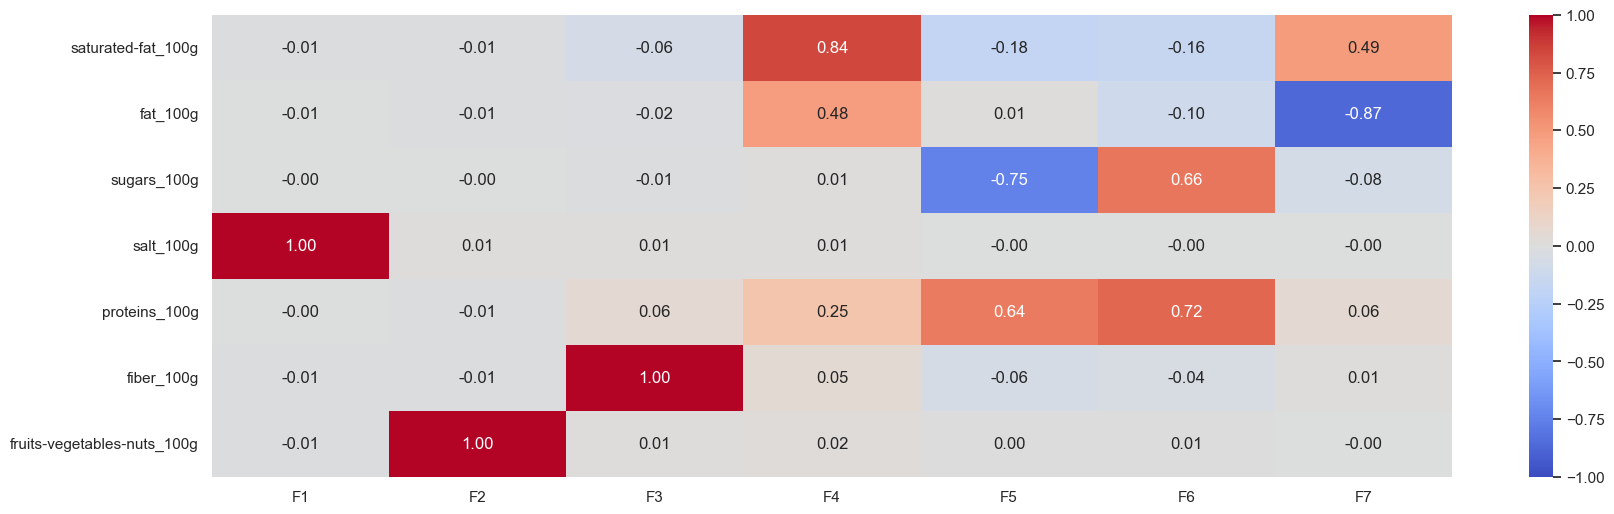 saturated-fat_100g -0.01 -0.01 -0.06 0.84 -0.18 -0.16 0.49
fat_100g -0.01 -0.01 -0.02 0.48 0.01 -0.10 -0.87
sugars_100g -0.00 -0.00 -0.01 0.01 -0.75 0.66 -0.08
salt_100g 1.00 0.01 0.01 0.01 -0.00 -0.00 -0.00
proteins_100g -0.00 -0.01 0.06 0.25 0.64 0.72 0.06
fiber_100g -0.01 -0.01 1.00 0.05 -0.06 -0.04 0.01
fruits-vegetables-nuts_100g -0.01 1.00 0.01 0.02 0.00 0.01 -0.00
F1 F2 F3 F4 F5 F6 F7
1.00
0.75
0.50
0.25
0.00
−0.25
−0.50
−0.75
−1.00